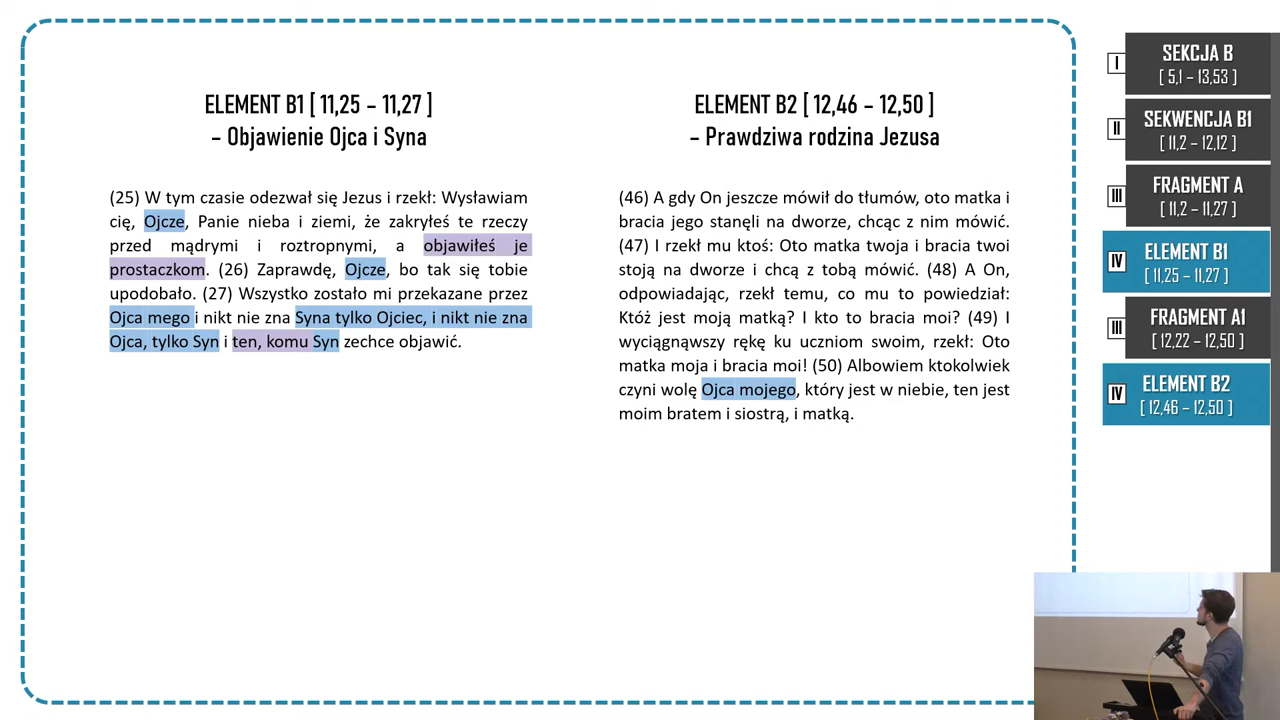 ELEMENT B1 [ 11,25 – 11,27 ]
– Objawienie Ojca i Syna
(25) W tym czasie odezwał się Jezus i rzekł: Wysławiam
cię, Ojcze, Panie nieba i ziemi, że zakryłeś te rzeczy
przed mądrymi i roztropnymi, a objawiłeś je
prostaczkom. (26) Zaprawdę, Ojcze, bo tak się tobie
upodobało. (27) Wszystko zostało mi przekazane przez
Ojca mego i nikt nie zna Syna tylko Ojciec, i nikt nie zna
Ojca, tylko Syn i ten, komu Syn zechce objawić.
ELEMENT B2 [ 12,46 – 12,50 ]
– Prawdziwa rodzina Jezusa
(46) A gdy On jeszcze mówił do tłumów, oto matka i
bracia jego stanęli na dworze, chcąc z nim mówić.
(47) I rzekł mu ktoś: Oto matka twoja i bracia twoi
stoją na dworze i chcą z tobą mówić. (48) A On,
odpowiadając, rzekł temu, co mu to powiedział:
Któż jest moją matką? I kto to bracia moi? (49) I
wyciągnąwszy rękę ku uczniom swoim, rzekł: Oto
matka moja i bracia moi! (50) Albowiem ktokolwiek
czyni wolę Ojca mojego, który jest w niebie, ten jest
moim bratem i siostrą, i matką.
I
SEKCJA B
[ 5,1 – 13,53 ]
II
SEKWENCJA B1
[ 11,2 – 12,12 ]
III
FRAGMENT A
[ 11,2 – 11,27 ]
IV
ELEMENT B1
[ 11,25 – 11,27 ]
III
FRAGMENT A1
[ 12,22 – 12,50 ]
IV
ELEMENT B2
[ 12,46 – 12,50 ]